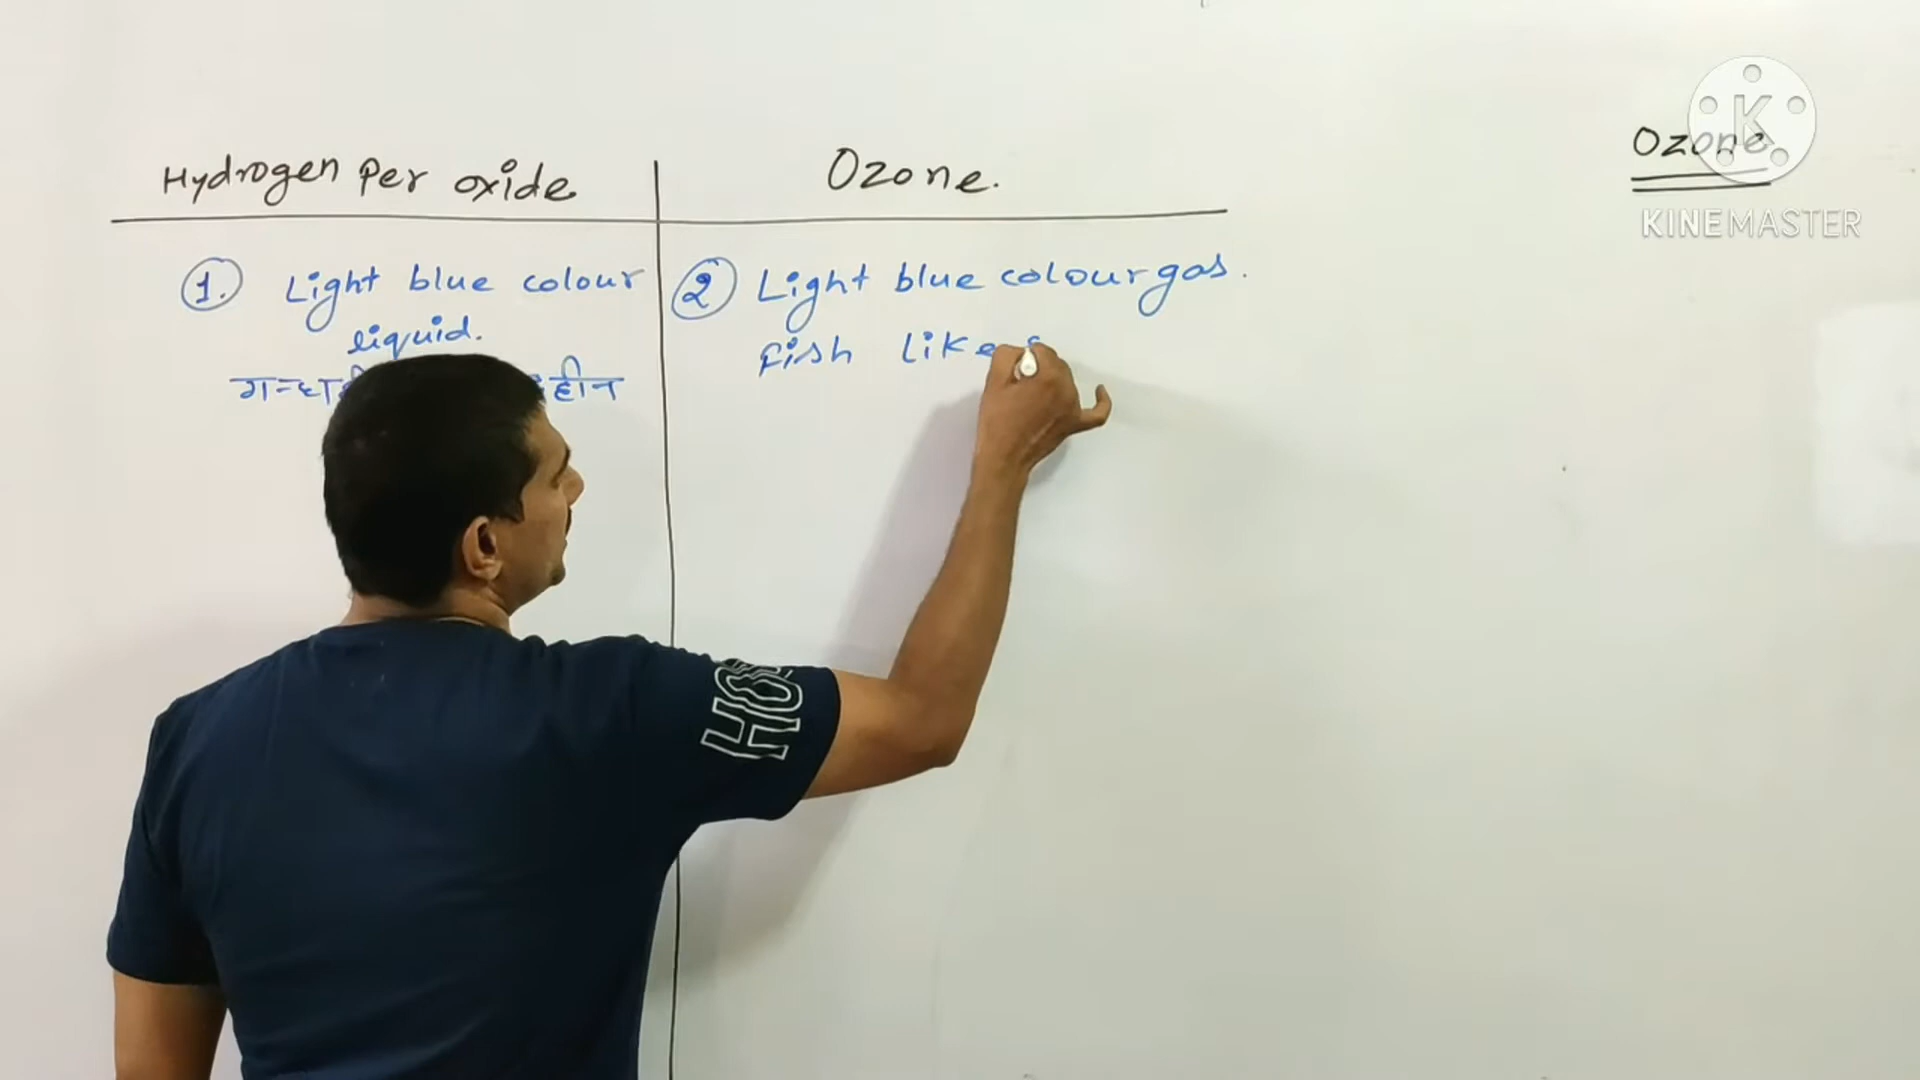 Hydrogen Per oxide
Ozone.
1. Light blue colour
liquid.
2 Light blue colour gas.
Fish like
Ozone
KINEMASTER